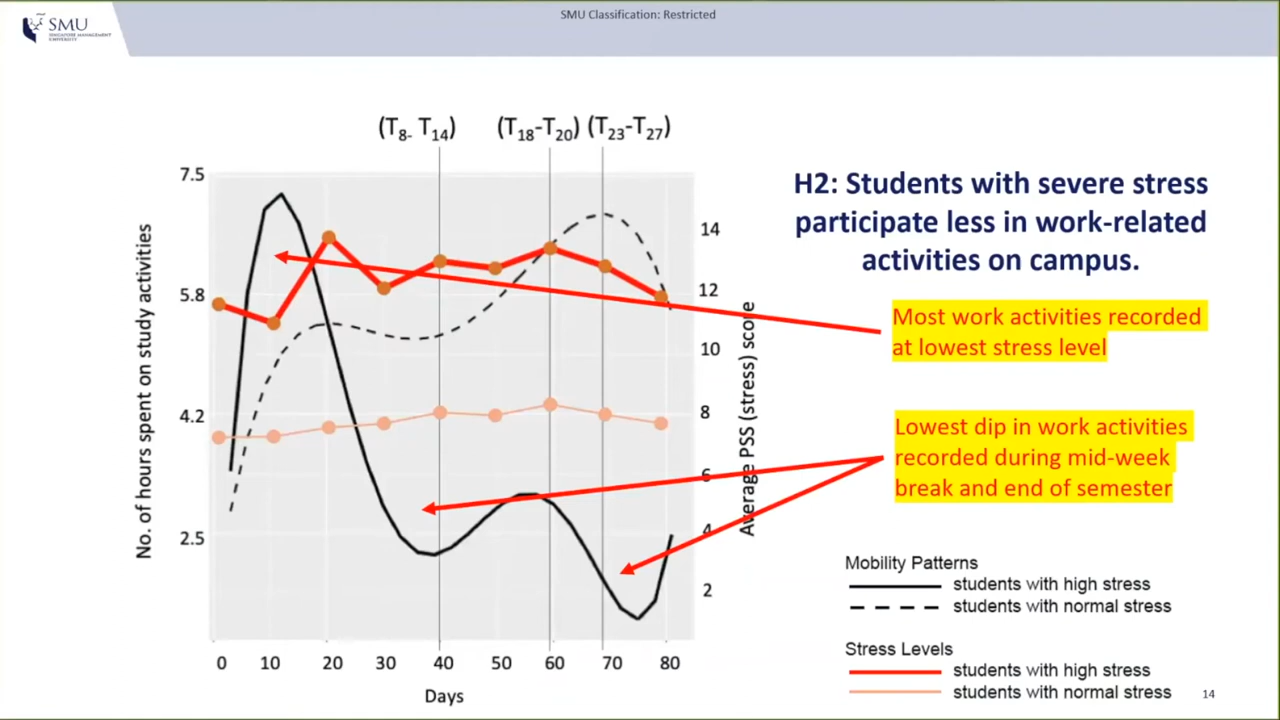 SMU Classification: Restricted
SMU
SINGAPORE MANAGEMENT
UNIVERSITY
(T8- T14)
(T18-T20)
(T23-T27)
7.5
5.8
4.2
2.5
No. of hours spent on study activities
14
12
10
8
6
4
2
Average PSS (stress) score
0 10 20 30 40 50 60 70 80
Days
H2: Students with severe stress
participate less in work-related
activities on campus.
Most work activities recorded
at lowest stress level
Lowest dip in work activities
recorded during mid-week
break and end of semester
Mobility Patterns
students with high stress
students with normal stress
Stress Levels
students with high stress
students with normal stress
14